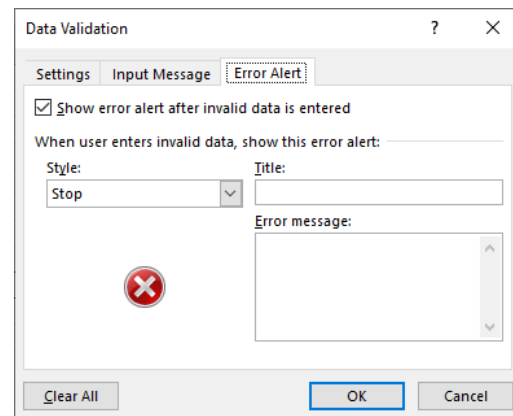 Data Validation ? X
Settings Input Message Error Alert
Show error alert after invalid data is entered
When user enters invalid data, show this error alert:
Style: Title:
Stop
Error message:
Clear All OK Cancel